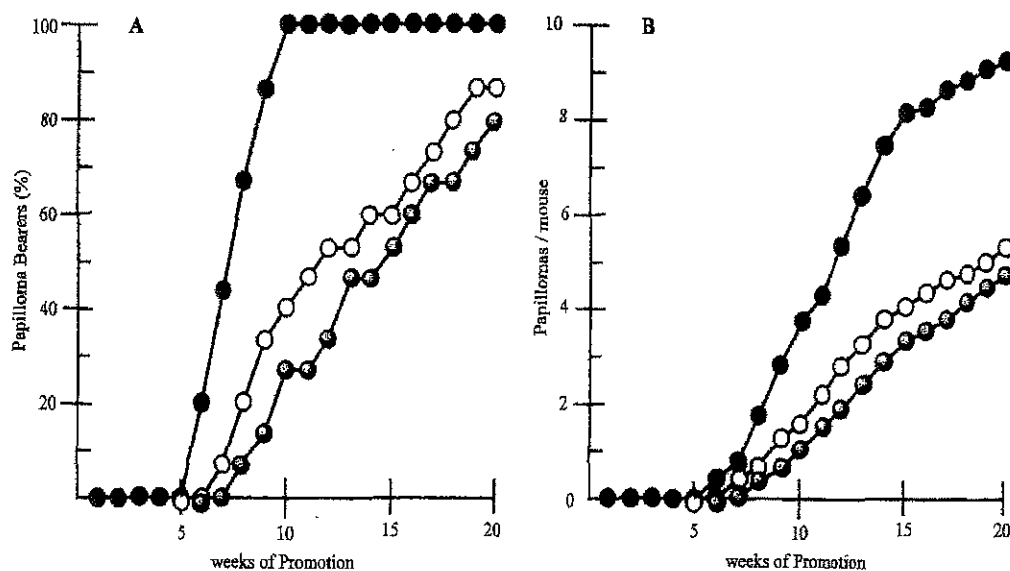 A
100
80
60
40
20
Papilloma Bearers (%)
5 10 15 20
weeks of Promotion
B
10
8
6
4
2
0
Papillomas / mouse
5 10 15 20
weeks of Promotion